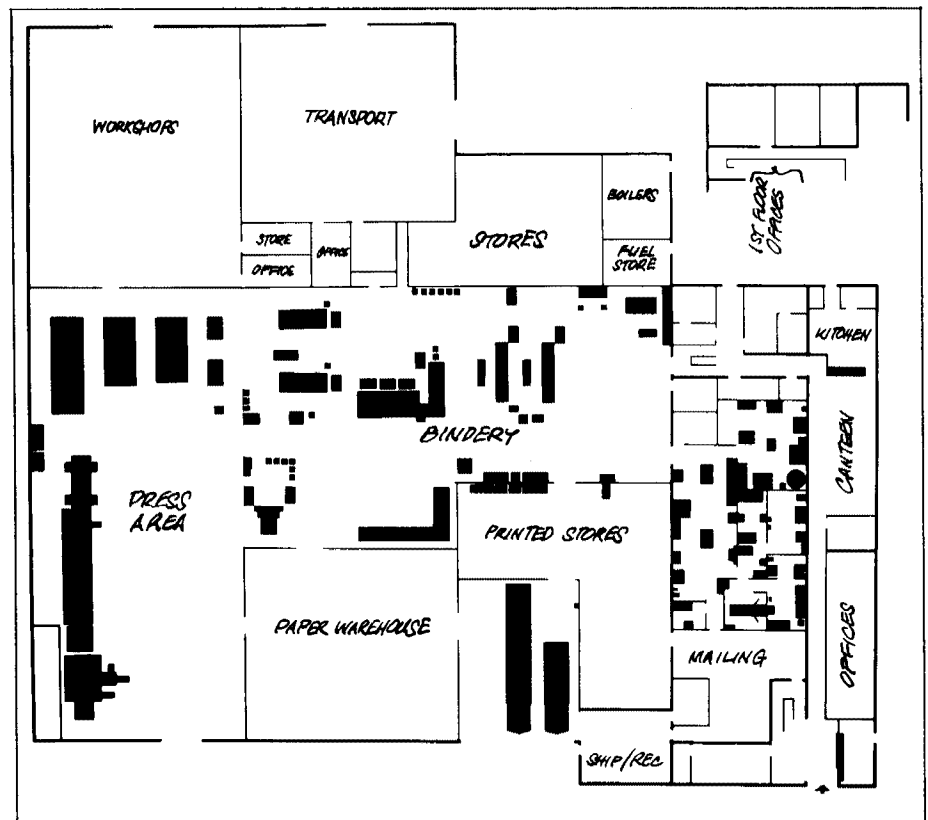 WORKSHOPS
TRANSPORT
STORE
OFFICE
OFFICE
STORES
BOILERS
FUEL
STORE
1ST FLOOR
OFFICES
KITCHEN
CANTEEN
BINDERY
PRESS
AREA
PRINTED STORES
PAPER WAREHOUSE
MAILING
OFFICES
SHIP/REC